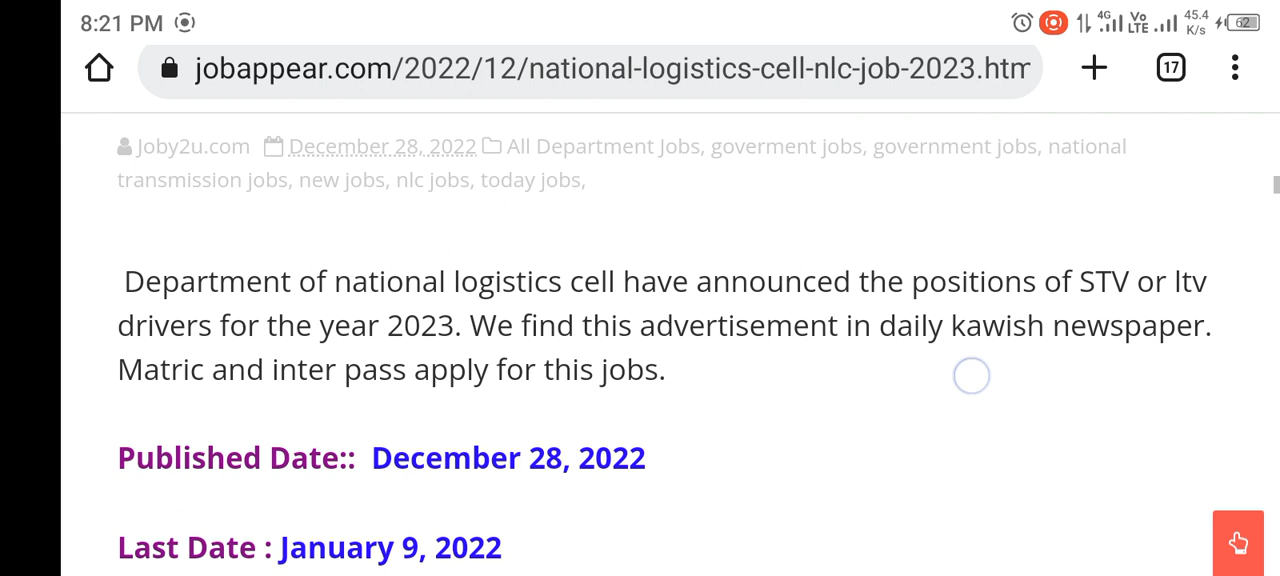 8:21 PM
4G Vo LTE 45.4 K/s 62
jobappear.com/2022/12/national-logistics-cell-nlc-job-2023.htm
17
Joby2u.com December 28, 2022 All Department Jobs, goverment jobs, government jobs, national
transmission jobs, new jobs, nlc jobs, today jobs,
Department of national logistics cell have announced the positions of STV or ltv
drivers for the year 2023. We find this advertisement in daily kawish newspaper.
Matric and inter pass apply for this jobs.
Published Date:: December 28, 2022
Last Date : January 9, 2022